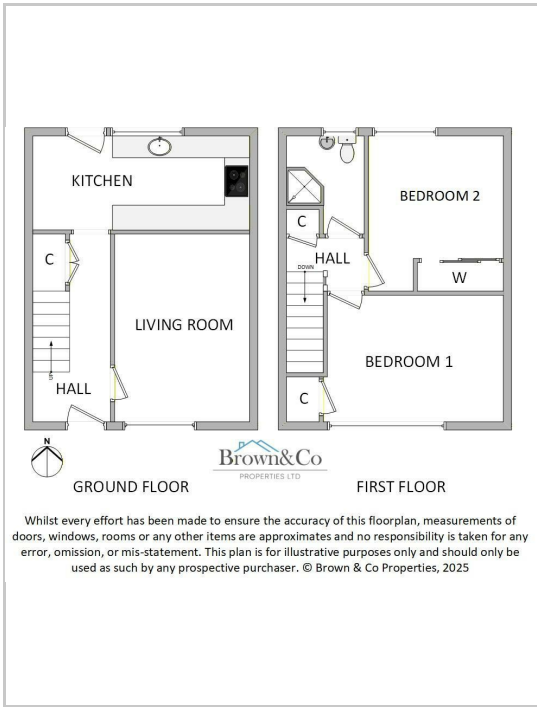 KITCHEN
C
LIVING ROOM
HALL
BEDROOM 2
C
HALL
DOWN
W
BEDROOM 1
C
N
Brown&Co
PROPERTIES LTD
GROUND FLOOR
FIRST FLOOR
Whilst every effort has been made to ensure the accuracy of this floorplan, measurements of
doors, windows, rooms or any other items are approximates and no responsibility is taken for any
error, omission, or mis-statement. This plan is for illustrative purposes only and should only be
used as such by any prospective purchaser. © Brown & Co Properties, 2025